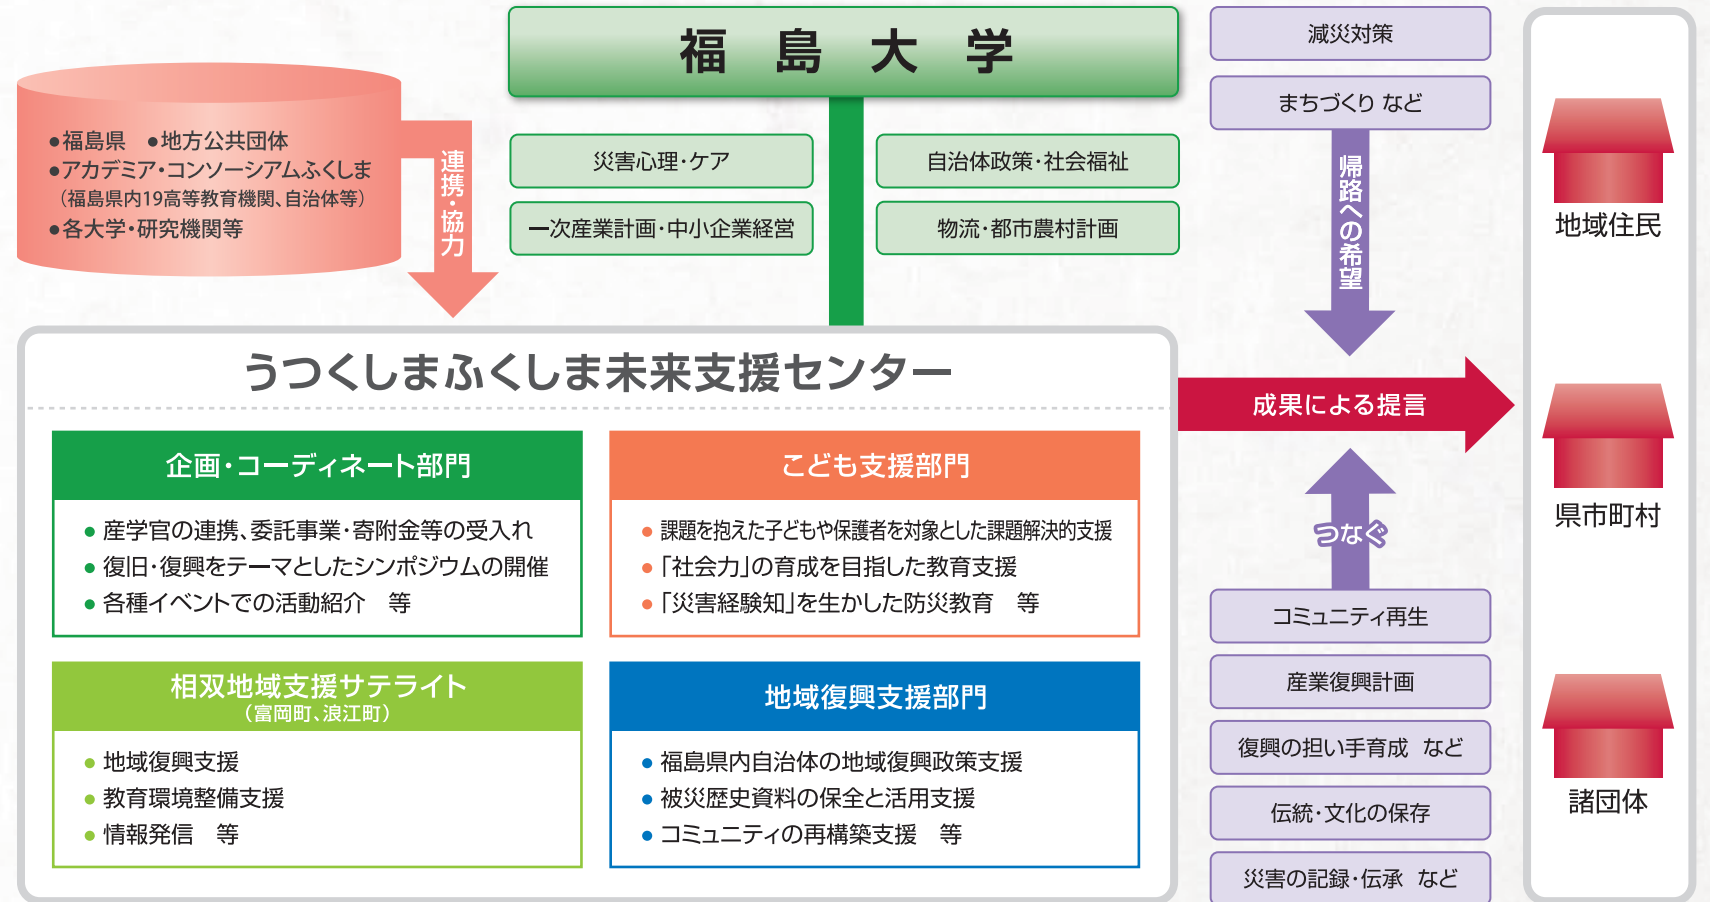 福島大学
●福島県　●地方公共団体
●アカデミア・コンソーシアムふくしま
（福島県内19高等教育機関、自治体等）
●各大学・研究機関等
連携・協力
災害心理・ケア
自治体政策・社会福祉
一次産業計画・中小企業経営
物流・都市農村計画
減災対策
まちづくり など
帰路への希望
うつくしまふくしま未来支援センター
企画・コーディネート部門
● 産学官の連携、委託事業・寄附金等の受入れ
● 復旧・復興をテーマとしたシンポジウムの開催
● 各種イベントでの活動紹介　等
こども支援部門
● 課題を抱えた子どもや保護者を対象とした課題解決的支援
● 「社会力」の育成を目指した教育支援
● 「災害経験知」を生かした防災教育　等
相双地域支援サテライト
（富岡町、浪江町）
● 地域復興支援
● 教育環境整備支援
● 情報発信　等
地域復興支援部門
● 福島県内自治体の地域復興政策支援
● 被災歴史資料の保全と活用支援
● コミュニティの再構築支援　等
成果による提言
つなぐ
コミュニティ再生
産業復興計画
復興の担い手育成 など
伝統・文化の保存
災害の記録・伝承 など
地域住民
県市町村
諸団体